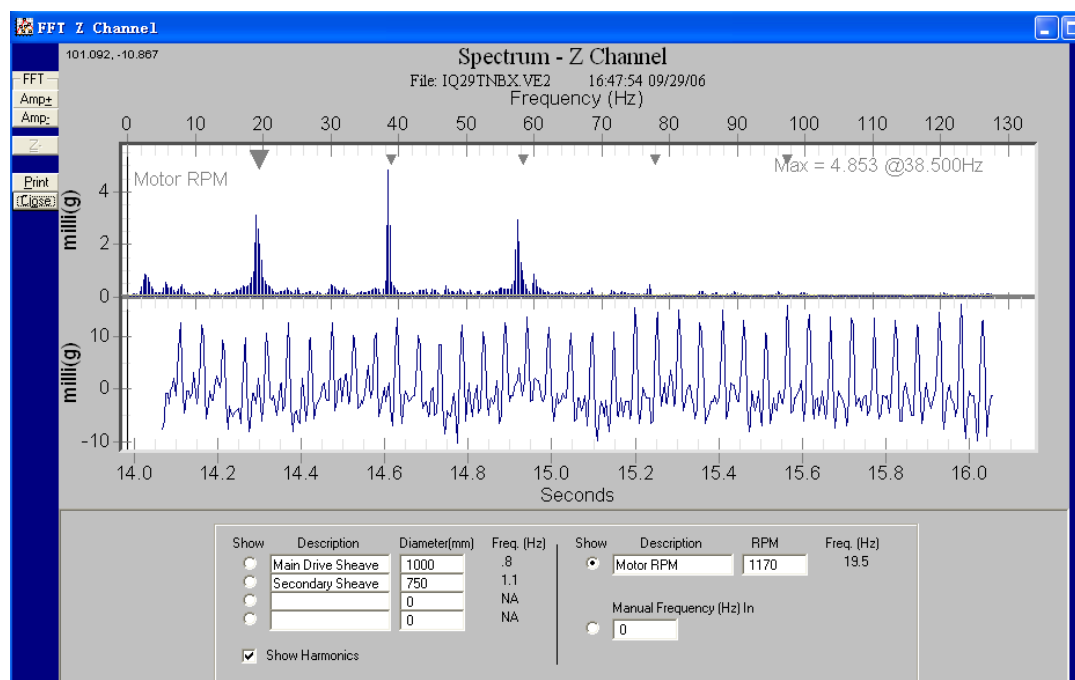 FFT Z Channel
101.092, -10.867
Spectrum - Z Channel
File: IQ29TNBX.VE2 16:47:54 09/29/06
Frequency (Hz)
FFT
Amp+
Amp-
Z-
Print
Close
0 10 20 30 40 50 60 70 80 90 100 110 120 130
Motor RPM
Max = 4.853 @38.500Hz
milli(g)
4
2
0
milli(g)
10
0
-10
14.0 14.2 14.4 14.6 14.8 15.0 15.2 15.4 15.6 15.8 16.0
Seconds
Show Description Diameter(mm) Freq. (Hz)
Main Drive Sheave 1000 .8
Secondary Sheave 750 1.1
0 NA
0 NA
Show Harmonics
Show Description RPM Freq. (Hz)
Motor RPM 1170 19.5
Manual Frequency (Hz) In
0